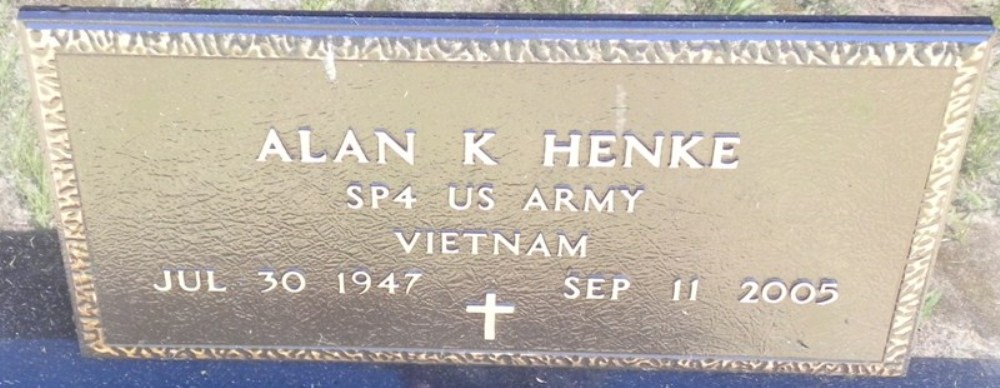 ALAN K HENKE
SP4 US ARMY
VIETNAM
JUL 30 1947 SEP 11 2005